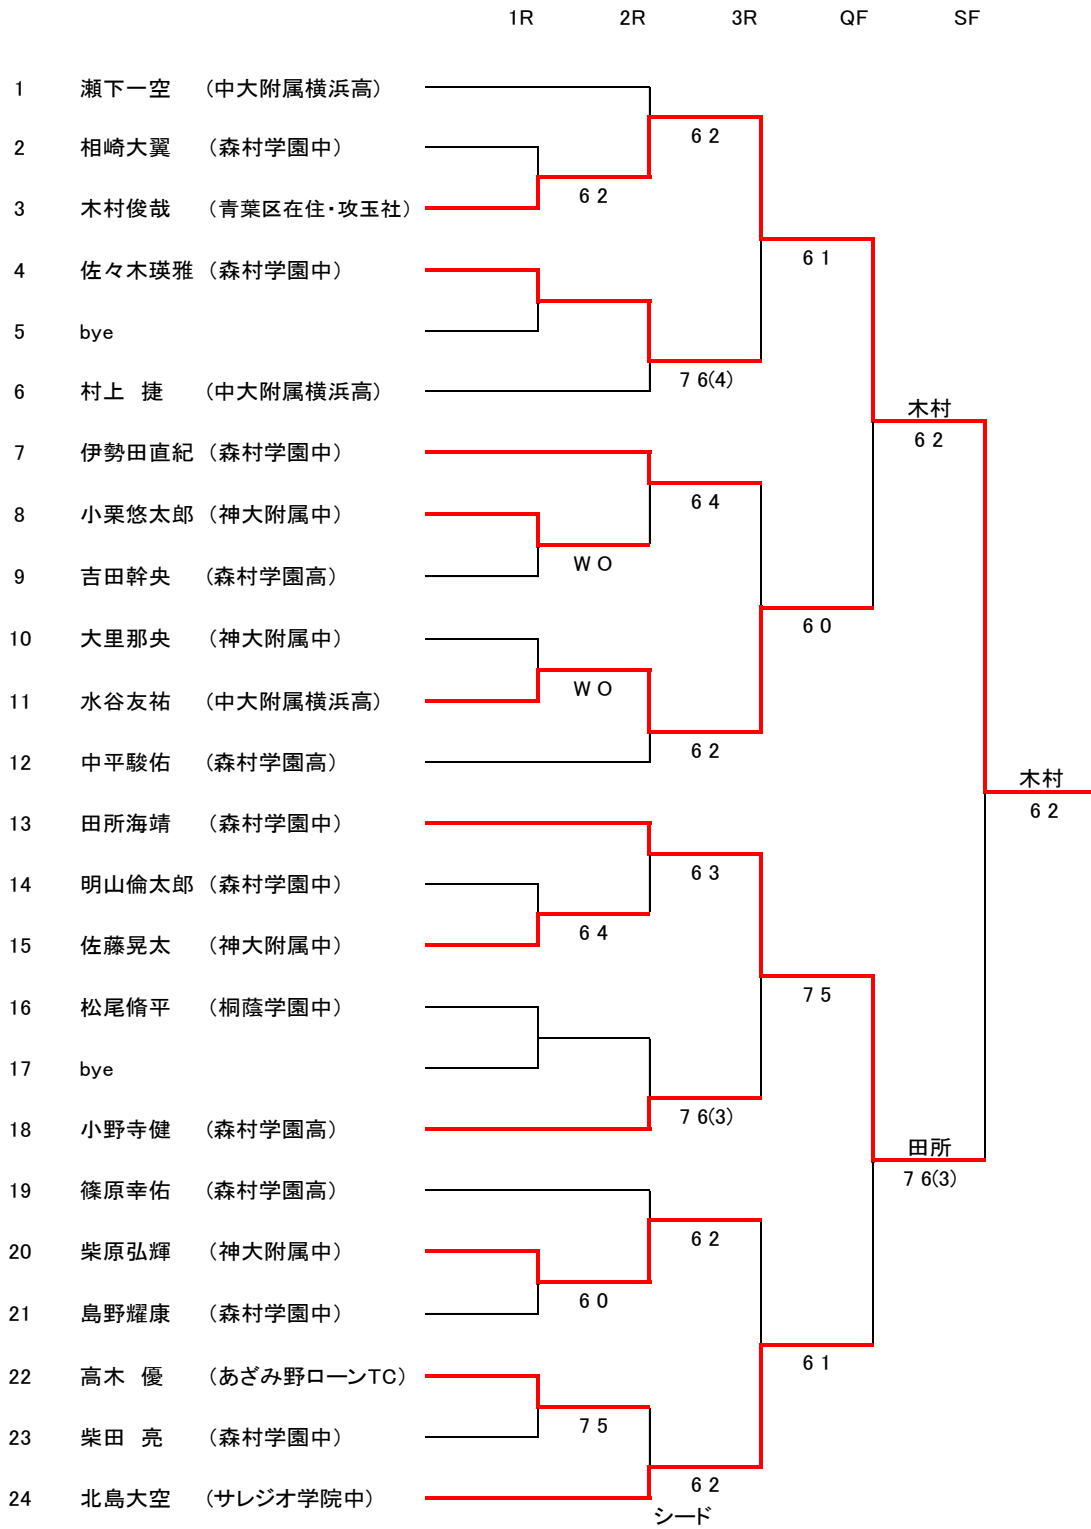 1R 2R 3R QF SF
1 瀬下一空 (中大附属横浜高)
6 2
2 相崎大翼 (森村学園中)
6 2
3 木村俊哉 (青葉区在住・攻玉社)
6 1
4 佐々木瑛雅 (森村学園中)
5 bye
7 6(4)
6 村上 捷 (中大附属横浜高)
木村
6 2
7 伊勢田直紀 (森村学園中)
6 4
8 小栗悠太郎 (神大附属中)
W O
9 吉田幹央 (森村学園高)
6 0
10 大里那央 (神大附属中)
W O
11 水谷友祐 (中大附属横浜高)
6 2
12 中平駿佑 (森村学園高)
木村
6 2
13 田所海靖 (森村学園中)
6 3
14 明山倫太郎 (森村学園中)
6 4
15 佐藤晃太 (神大附属中)
7 5
16 松尾脩平 (桐蔭学園中)
17 bye
7 6(3)
18 小野寺健 (森村学園高)
田所
7 6(3)
19 篠原幸佑 (森村学園高)
6 2
20 柴原弘輝 (神大附属中)
6 0
21 島野耀康 (森村学園中)
6 1
22 高木 優 (あざみ野ローンTC)
7 5
23 柴田 亮 (森村学園中)
6 2
24 北島大空 (サレジオ学院中)
シード